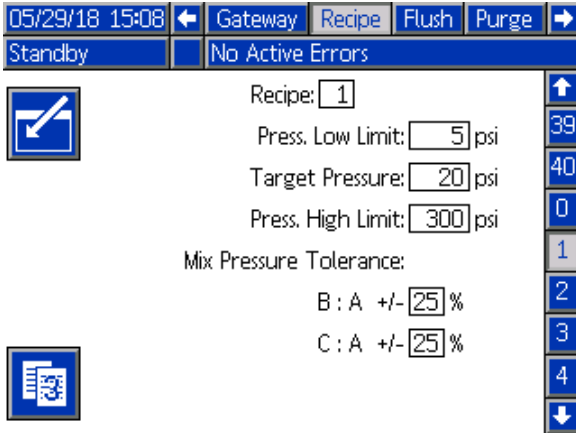 05/29/18 15:08 Gateway Recipe Flush Purge
Standby No Active Errors
Recipe: 1
Press. Low Limit: 5 psi
Target Pressure: 20 psi
Press. High Limit: 300 psi
Mix Pressure Tolerance:
B : A +/- 25 %
C : A +/- 25 %
39
40
0
1
2
3
4
3